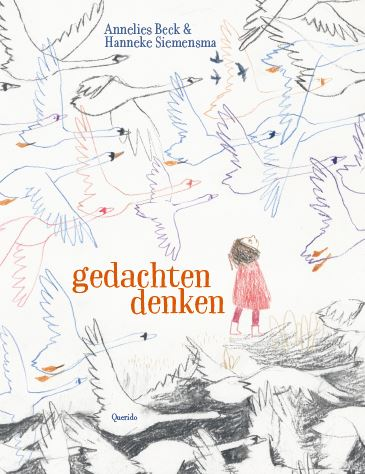 Annelies Beck &
Hanneke Siemensma
gedachten
denken
Querido